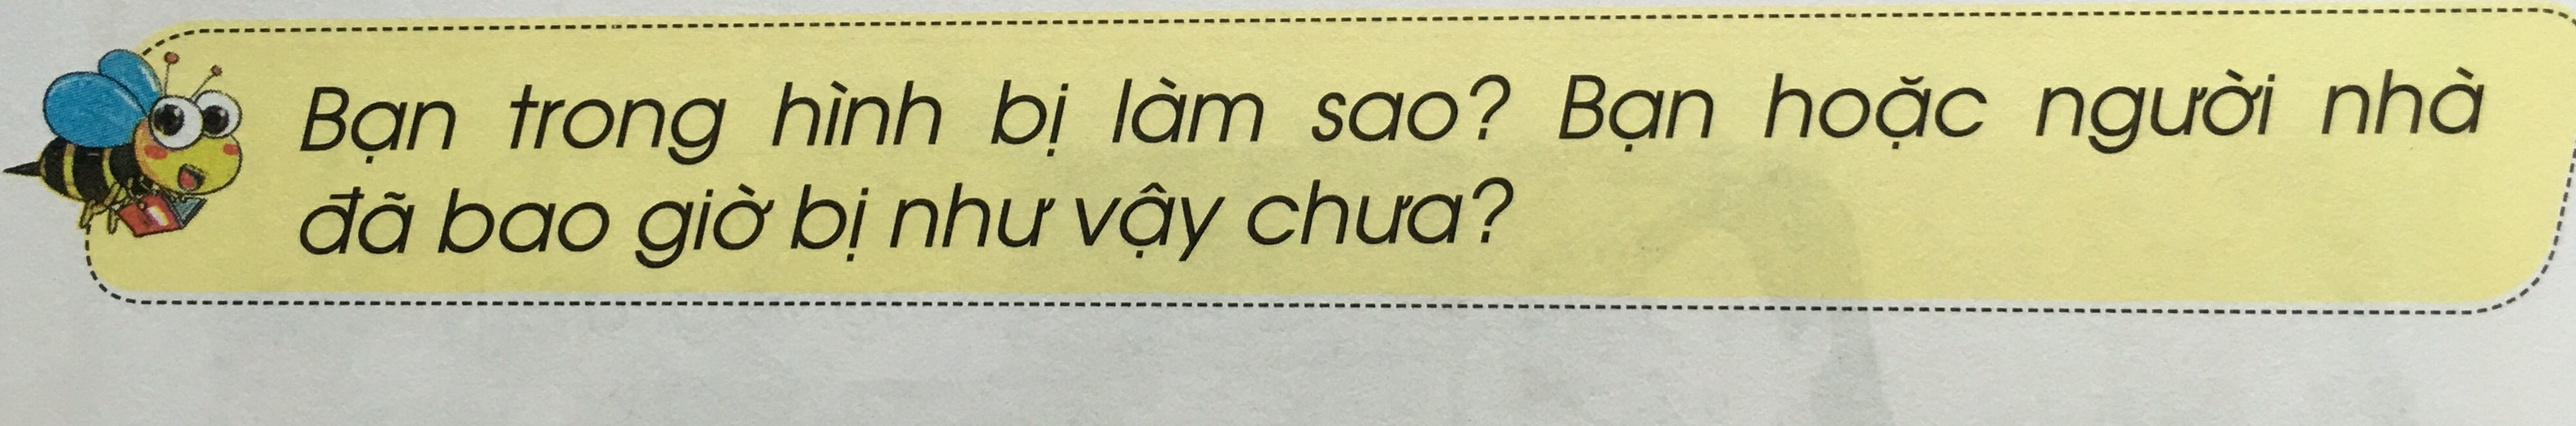 Bạn trong hình bị làm sao? Bạn hoặc người nhà
đã bao giờ bị như vậy chưa?